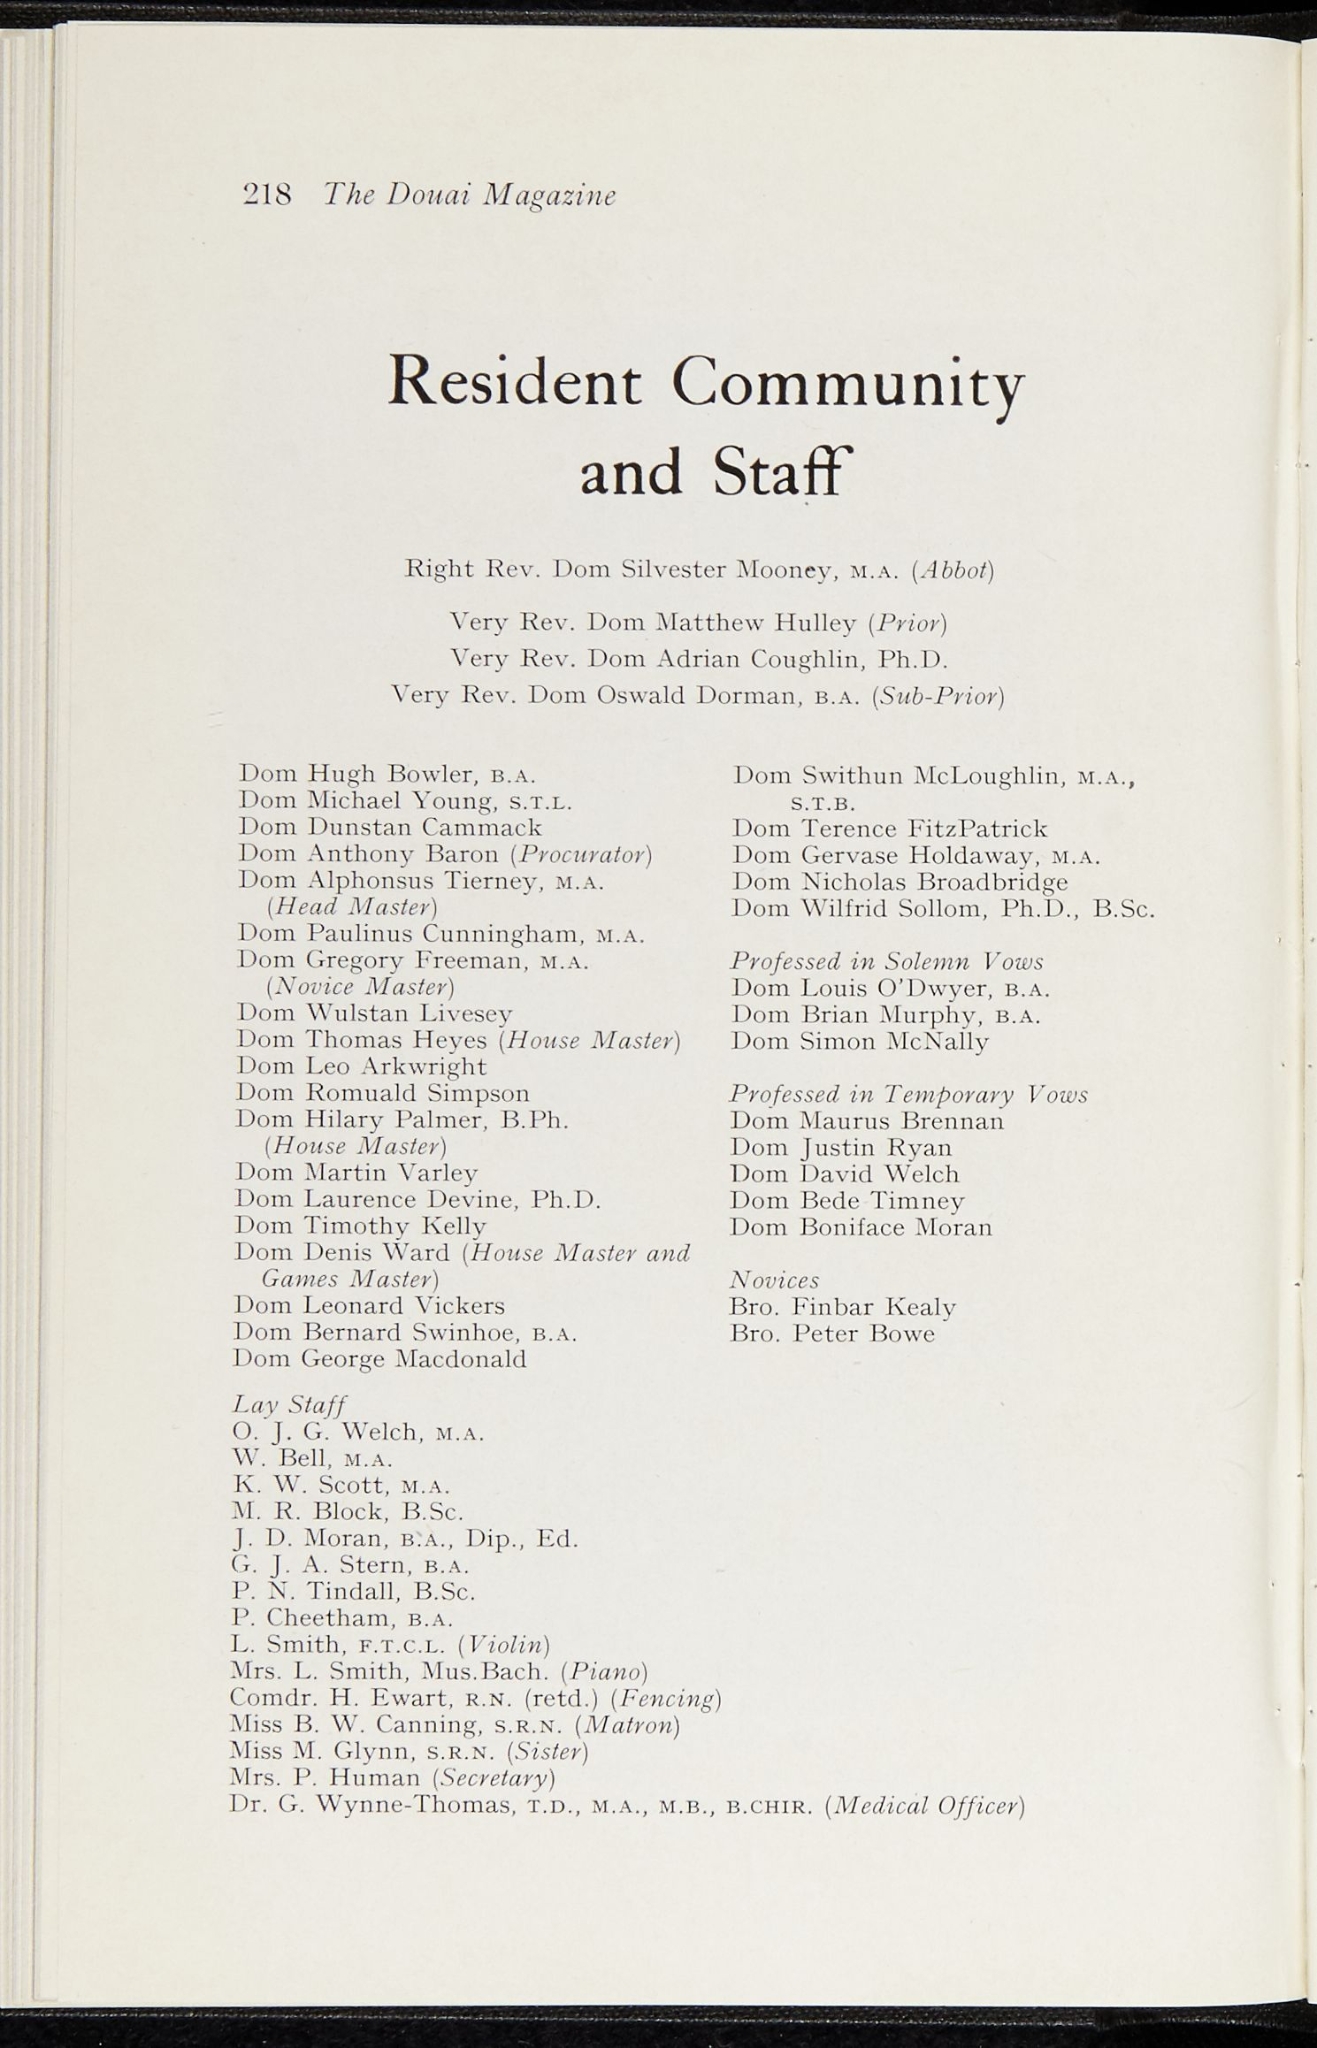 218 The Douai Magazine
Resident Community
and Staff
Right Rev. Dom Silvester Mooney, M.A. (Abbot)
Very Rev. Dom Matthew Hulley (Prior)
Very Rev. Dom Adrian Coughlin, Ph.D.
Very Rev. Dom Oswald Dorman, B.A. (Sub-Prior)
Dom Hugh Bowler, B.A.
Dom Michael Young, S.T.L.
Dom Dunstan Cammack
Dom Anthony Baron (Procurator)
Dom Alphonsus Tierney, M.A.
(Head Master)
Dom Paulinus Cunningham, M.A.
Dom Gregory Freeman, M.A.
(Novice Master)
Dom Wulstan Livesey
Dom Thomas Heyes (House Master)
Dom Leo Arkwright
Dom Romuald Simpson
Dom Hilary Palmer, B.Ph.
(House Master)
Dom Martin Varley
Dom Laurence Devine, Ph.D.
Dom Timothy Kelly
Dom Denis Ward (House Master and
Games Master)
Dom Leonard Vickers
Dom Bernard Swinhoe, B.A.
Dom George Macdonald
Dom Swithun McLoughlin, M.A.,
S.T.B.
Dom Terence FitzPatrick
Dom Gervase Holdaway, M.A.
Dom Nicholas Broadbridge
Dom Wilfrid Sollom, Ph.D., B.Sc.
Professed in Solemn Vows
Dom Louis O'Dwyer, B.A.
Dom Brian Murphy, B.A.
Dom Simon McNally
Professed in Temporary Vows
Dom Maurus Brennan
Dom Justin Ryan
Dom David Welch
Dom Bede Timney
Dom Boniface Moran
Novices
Bro. Finbar Kealy
Bro. Peter Bowe
Lay Staff
O. J. G. Welch, M.A.
W. Bell, M.A.
K. W. Scott, M.A.
M. R. Block, B.Sc.
J. D. Moran, B.A., Dip., Ed.
G. J. A. Stern, B.A.
P. N. Tindall, B.Sc.
P. Cheetham, B.A.
L. Smith, F.T.C.L. (Violin)
Mrs. L. Smith, Mus.Bach. (Piano)
Comdr. H. Ewart, R.N. (retd.) (Fencing)
Miss B. W. Canning, S.R.N. (Matron)
Miss M. Glynn, S.R.N. (Sister)
Mrs. P. Human (Secretary)
Dr. G. Wynne-Thomas, T.D., M.A., M.B., B.CHIR. (Medical Officer)